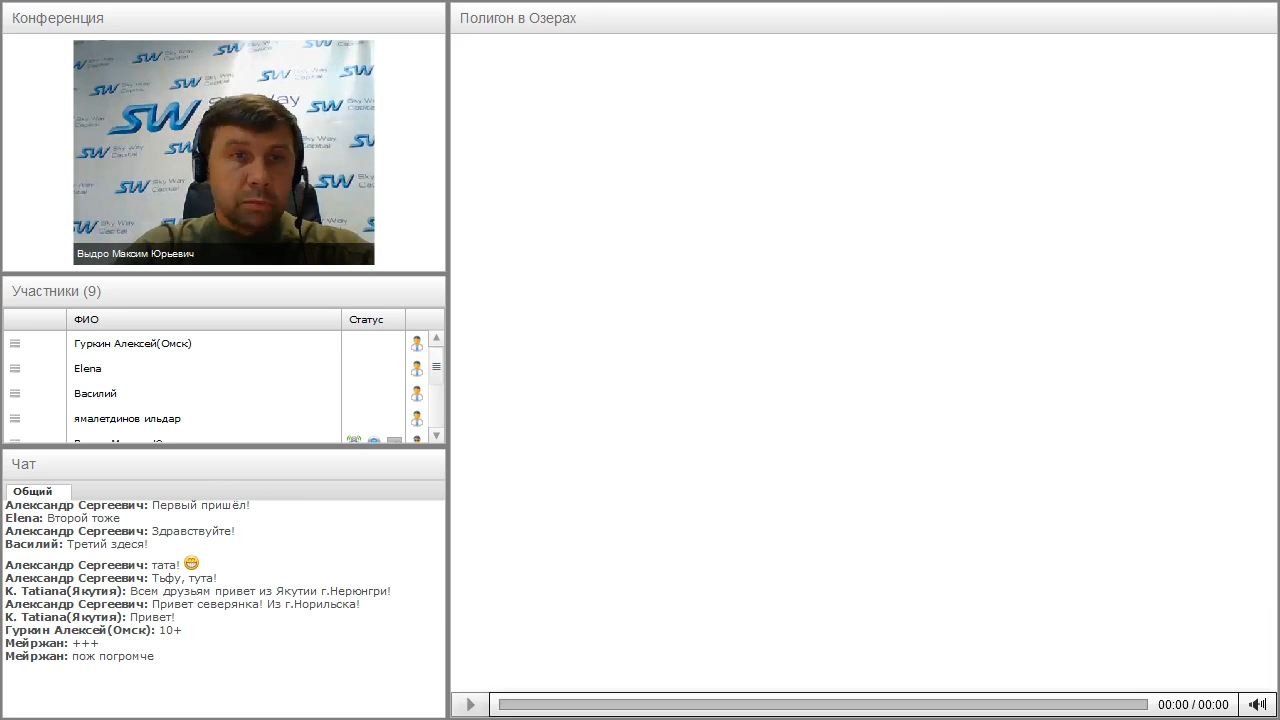 Конференция
SW
Sky Way
Capital
Выдро Максим Юрьевич
Участники (9)
ФИО
Статус
Гуркин Алексей(Омск)
Elena
Василий
ямалетдинов ильдар
Чат
Общий
Александр Сергеевич: Первый пришёл!
Elena: Второй тоже
Александр Сергеевич: Здравствуйте!
Василий: Третий здеся!
Александр Сергеевич: тата!
Александр Сергеевич: Тьфу, тута!
K. Tatiana(Якутия): Всем друзьям привет из Якутии г.Нерюнгри!
Александр Сергеевич: Привет северянка! Из г.Норильска!
K. Tatiana(Якутия): Привет!
Гуркин Алексей(Омск): 10+
Мейржан: +++
Мейржан: пож погромче
Полигон в Озерах
00:00 / 00:00